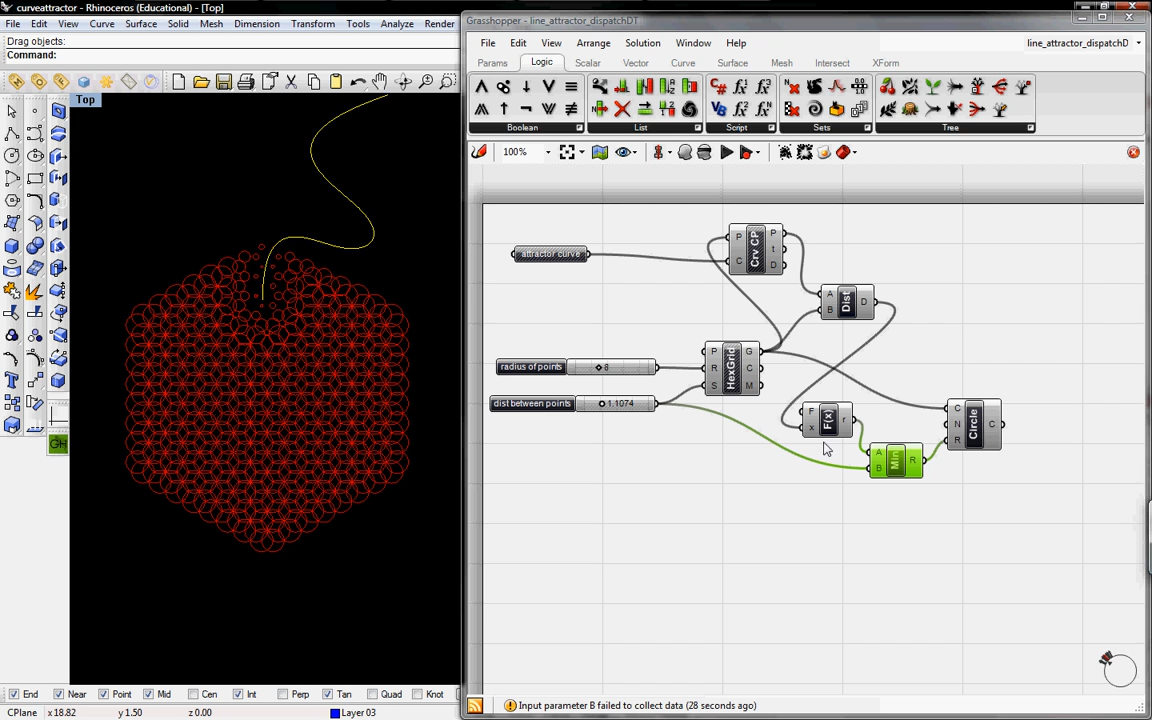 curveattractor - Rhinoceros (Educational) - [Top]
File Edit View Curve Surface Solid Mesh Dimension Transform Tools Analyze Render
Drag objects:
Command:
Top
GH
End Near Point Mid Cen Int Perp Tan Quad Knot
CPlane x 18.82 y 1.50 z 0.00 Layer 03
Grasshopper - line_attractor_dispatchDT
File Edit View Arrange Solution Window Help line_attractor_dispatchD
Params Logic Scalar Vector Curve Surface Mesh Intersect XForm
Boolean List Script Sets Tree
100%
attractor curve
P C Crv CP P t D
A B Dist D
radius of points 8
P R S HexGrid G C M
dist between points 1.1074
F x F(x) r
A B Min R
C N R Circle C
Input parameter B failed to collect data (28 seconds ago)